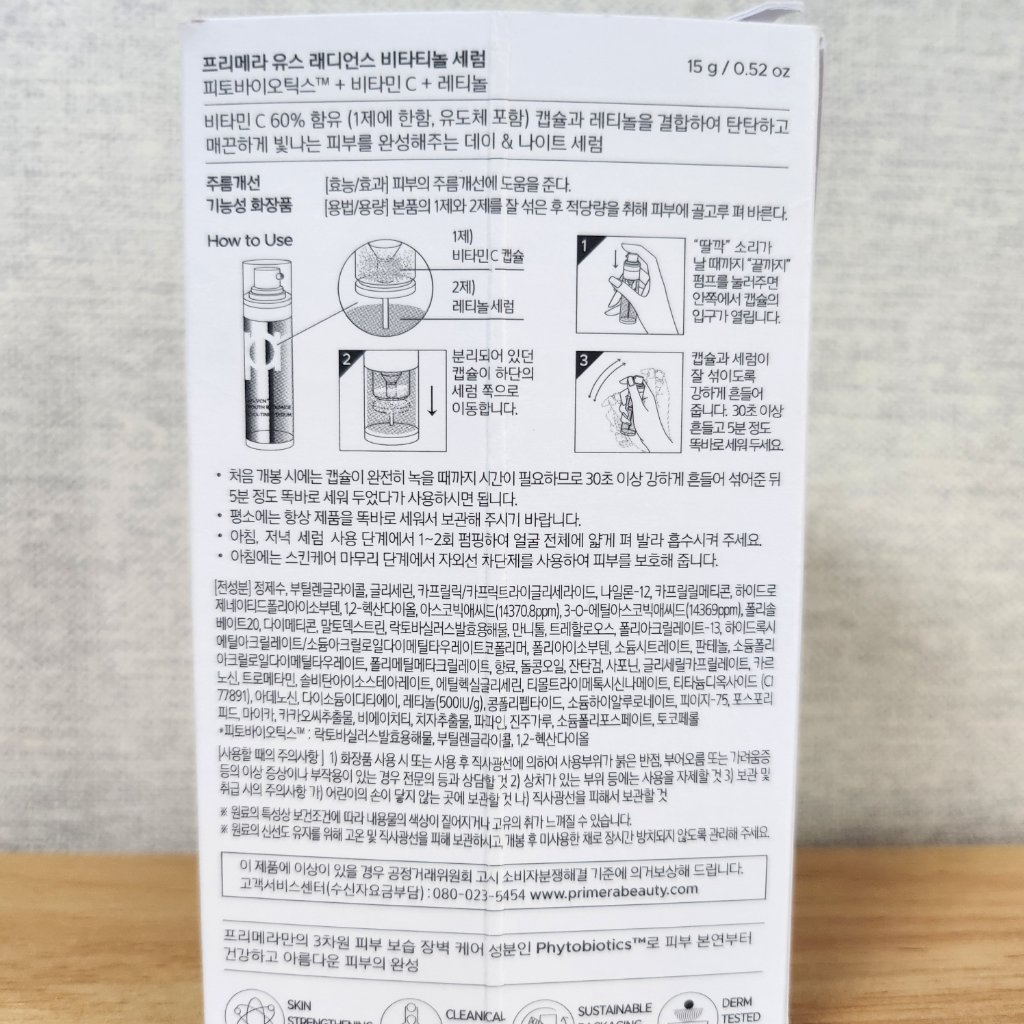 프리메라 유스 래디언스 비타티놀 세럼
15 g / 0.52 oz
피토바이오틱스™ + 비타민 C + 레티놀
비타민 C 60% 함유 (1제에 한함, 유도체 포함) 캡슐과 레티놀을 결합하여 탄탄하고
매끈하게 빛나는 피부를 완성해주는 데이 & 나이트 세럼
주름개선 [효능/효과] 피부의 주름개선에 도움을 준다.
기능성 화장품 [용법/용량] 본품의 1제와 2제를 잘 섞은 후 적당량을 취해 피부에 골고루 펴 바른다.
How to Use
1제)
비타민C 캡슐
2제)
레티놀 세럼
1
"딸깍" 소리가
날 때까지 "끝까지"
펌프를 눌러주면
안쪽에서 캡슐의
입구가 열립니다.
2
분리되어 있던
캡슐이 하단의
세럼 쪽으로
이동합니다.
3
캡슐과 세럼이
잘 섞이도록
강하게 흔들어
줍니다. 30초 이상
흔들고 5분 정도
똑바로 세워 두세요.
• 처음 개봉 시에는 캡슐이 완전히 녹을 때까지 시간이 필요하므로 30초 이상 강하게 흔들어 섞어준 뒤
5분 정도 똑바로 세워 두었다가 사용하시면 됩니다.
• 평소에는 항상 제품을 똑바로 세워서 보관해 주시기 바랍니다.
• 아침, 저녁 세럼 사용 단계에서 1~2회 펌핑하여 얼굴 전체에 얇게 펴 발라 흡수시켜 주세요.
• 아침에는 스킨케어 마무리 단계에서 자외선 차단제를 사용하여 피부를 보호해 줍니다.
[전성분] 정제수, 부틸렌글라이콜, 글리세린, 카프릴릭/카프릭트라이글리세라이드, 나일론-12, 카프릴릴메티콘, 하이드로
제네이티드폴리아이소부텐, 1,2-헥산다이올, 아스코빅애씨드(14370.8ppm), 3-O-에틸아스코빅애씨드(14369ppm), 폴리솔
베이트20, 다이메티콘, 말토덱스트린, 락토바실러스발효용해물, 만니톨, 트레할로오스, 폴리아크릴레이트-13, 하이드록시
에틸아크릴레이트/소듐아크릴로일다이메틸타우레이트코폴리머, 폴리아이소부텐, 소듐시트레이트, 판테놀, 소듐폴리
아크릴로일다이메틸타우레이트, 폴리메틸메타크릴레이트, 향료, 돌콩오일, 잔탄검, 사포닌, 글리세릴카프릴레이트, 카르
노신, 트로메타민, 솔비탄아이소스테아레이트, 에틸헥실글리세린, 티몰트라이메톡시신나메이트, 티타늄디옥사이드 (CI
77891), 아데노신, 다이소듐이디티에이, 레티놀(500IU/g), 콩폴리펩타이드, 소듐하이알루로네이트, 피이지-75, 포스포리
피드, 마이카, 카카오씨추출물, 비에이치티, 치자추출물, 파파인, 진주가루, 소듐폴리포스페이트, 토코페롤
*피토바이오틱스™ : 락토바실러스발효용해물, 부틸렌글라이콜, 1,2-헥산다이올
[사용할 때의 주의사항] 1) 화장품 사용 시 또는 사용 후 직사광선에 의하여 사용부위가 붉은 반점, 부어오름 또는 가려움증
등의 이상 증상이나 부작용이 있는 경우 전문의 등과 상담할 것 2) 상처가 있는 부위 등에는 사용을 자제할 것 3) 보관 및
취급 시의 주의사항 가) 어린이의 손이 닿지 않는 곳에 보관할 것 나) 직사광선을 피해서 보관할 것
※ 원료의 특성상 보건조건에 따라 내용물의 색상이 짙어지거나 고유의 취가 느껴질 수 있습니다.
※ 원료의 신선도 유지를 위해 고온 및 직사광선을 피해 보관하시고, 개봉 후 미사용한 채로 장시간 방치되지 않도록 관리해 주세요.
이 제품에 이상이 있을 경우 공정거래위원회 고시 소비자분쟁해결 기준에 의거보상해 드립니다.
고객서비스센터(수신자요금부담) : 080-023-5454 www.primerabeauty.com
프리메라만의 3차원 피부 보습 장벽 케어 성분인 Phytobiotics™로 피부 본연부터
건강하고 아름다운 피부의 완성
SKIN
STRENGTHENING
CLEANICAL
SUSTAINABLE
PACKAGING
DERM
TESTED